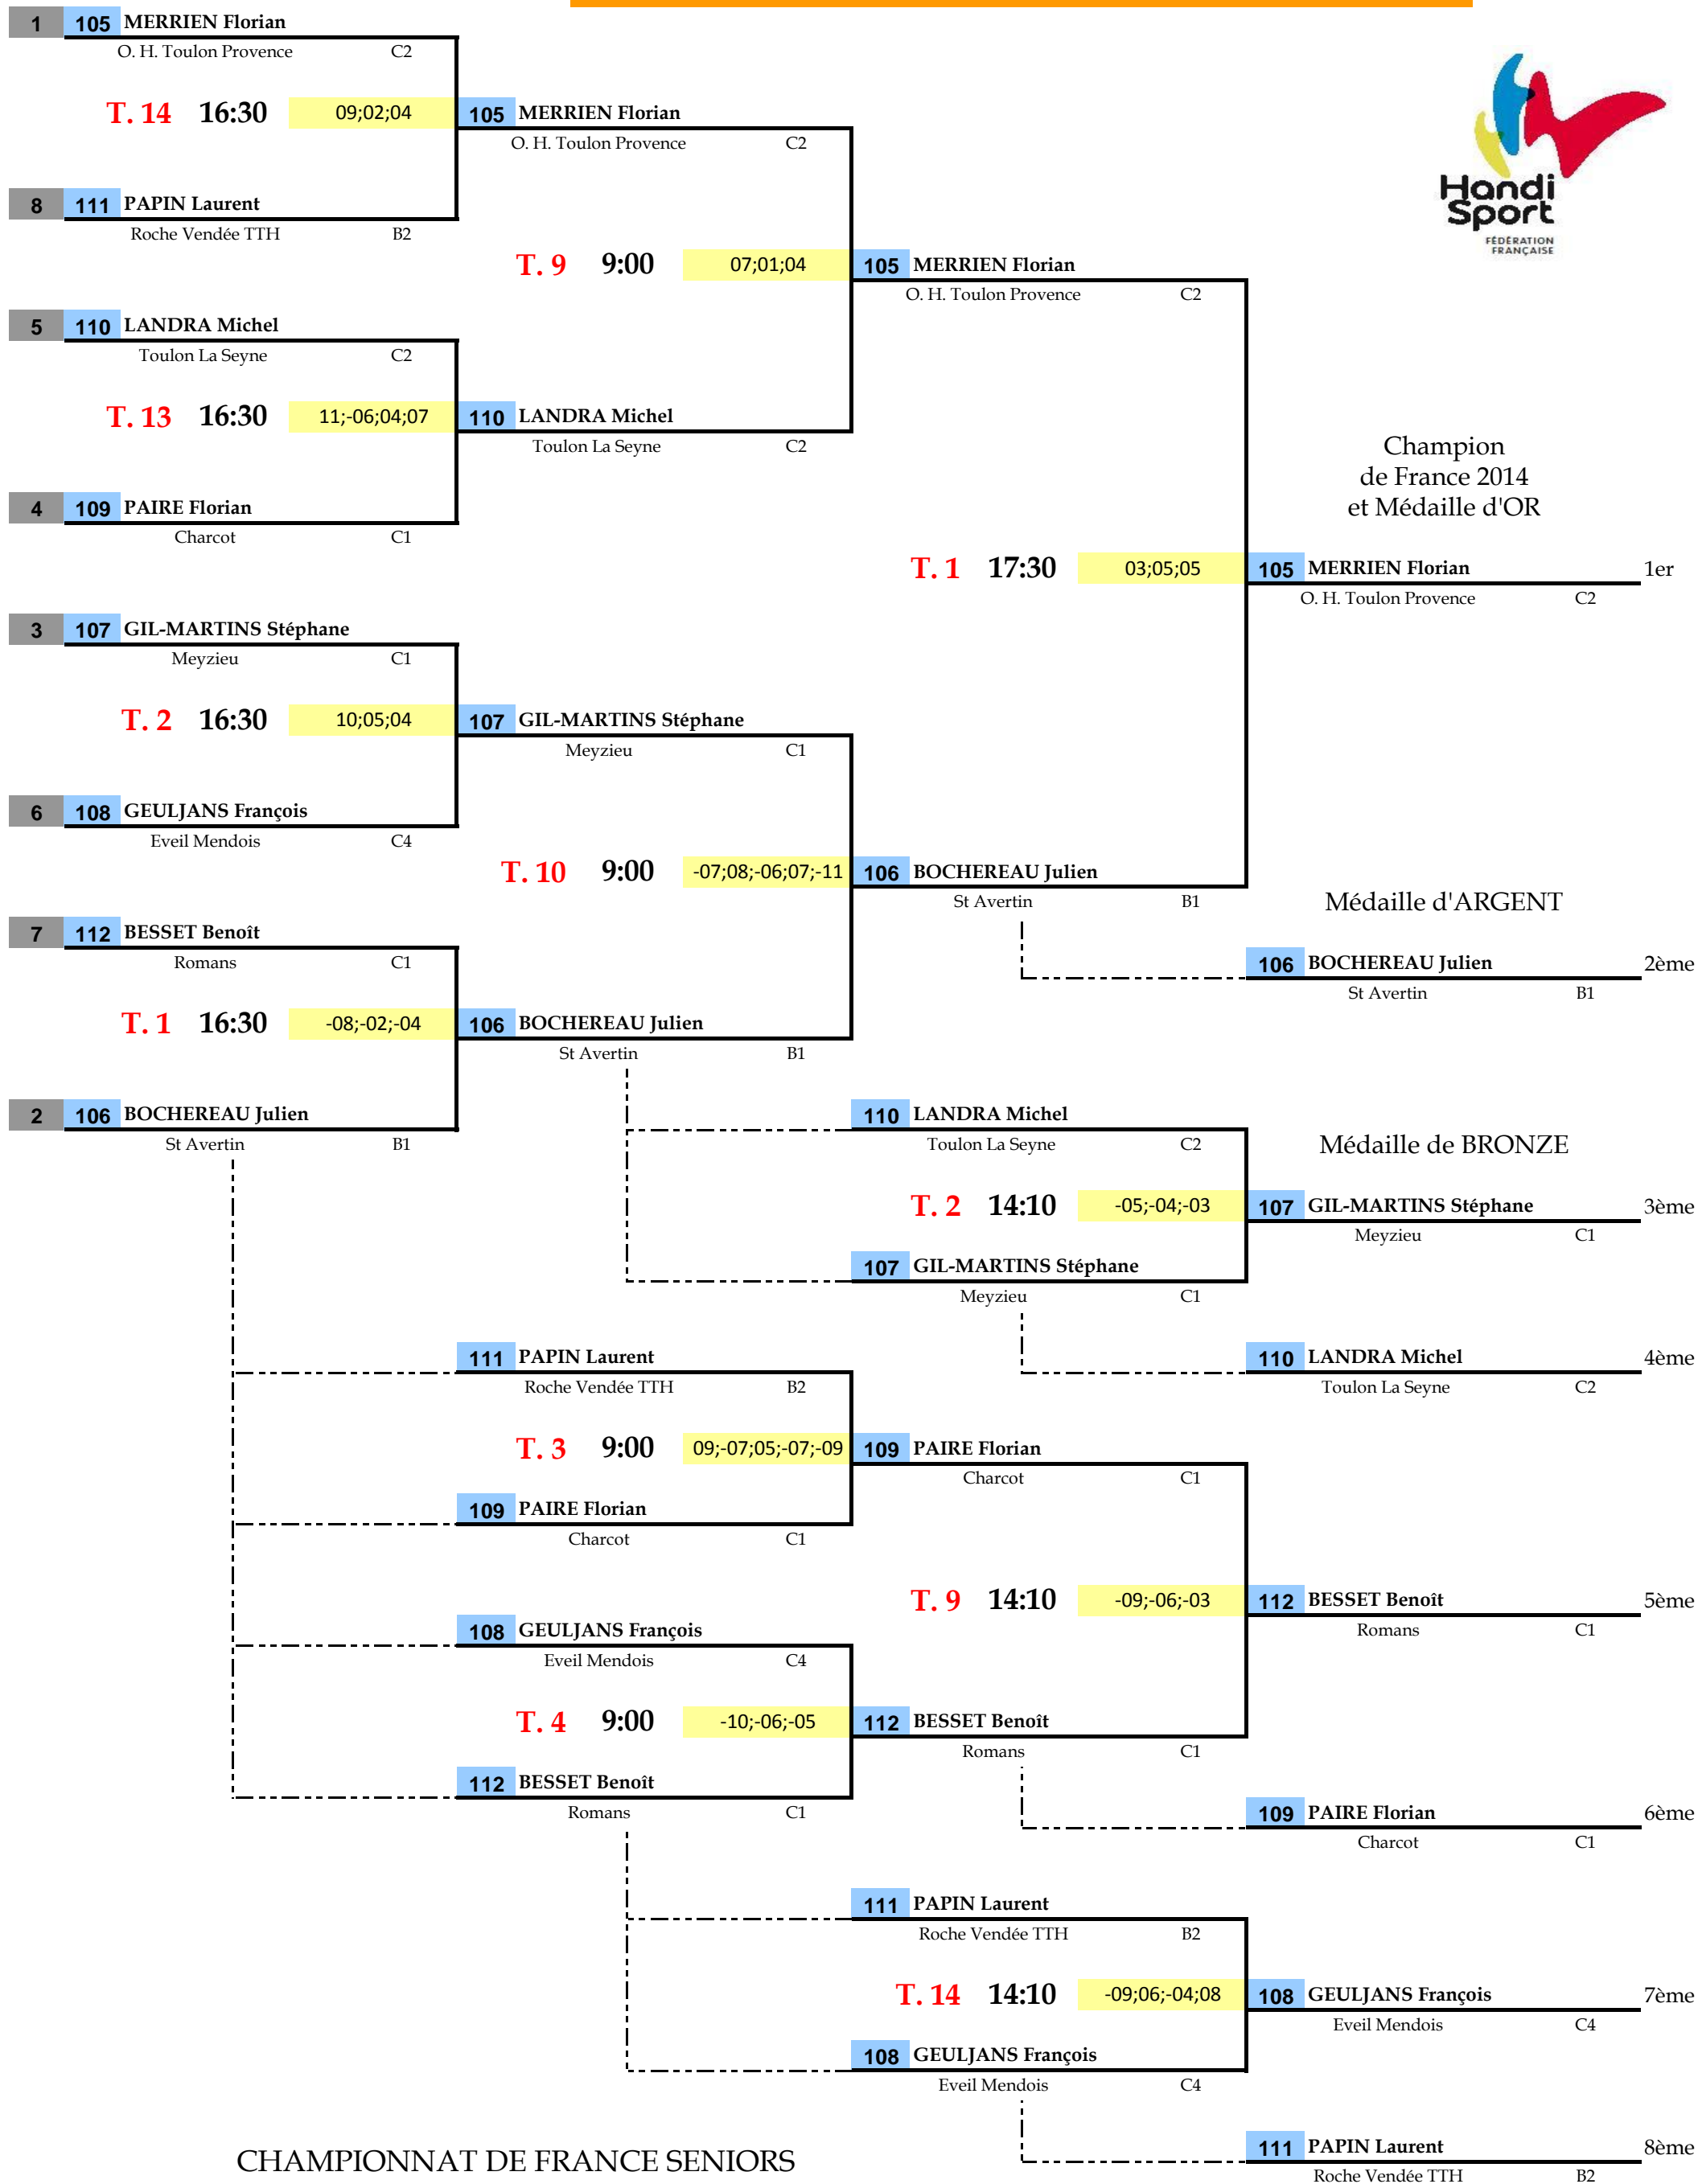 1 105 MERRIEN Florian
O. H. Toulon Provence C2
T. 14 16:30 09;02;04 105 MERRIEN Florian
O. H. Toulon Provence C2
Handi
Sport
FÉDÉRATION
FRANÇAISE
8 111 PAPIN Laurent
Roche Vendée TTH B2
T. 9 9:00 07;01;04 105 MERRIEN Florian
O. H. Toulon Provence C2
5 110 LANDRA Michel
Toulon La Seyne C2
T. 13 16:30 11;-06;04;07 110 LANDRA Michel
Toulon La Seyne C2
Champion
de France 2014
et Médaille d'OR
4 109 PAIRE Florian
Charcot C1
T. 1 17:30 03;05;05 105 MERRIEN Florian 1er
O. H. Toulon Provence C2
3 107 GIL-MARTINS Stéphane
Meyzieu C1
T. 2 16:30 10;05;04 107 GIL-MARTINS Stéphane
Meyzieu C1
6 108 GEULJANS François
Eveil Mendois C4
T. 10 9:00 -07;08;-06;07;-11 106 BOCHEREAU Julien
St Avertin B1
Médaille d'ARGENT
7 112 BESSET Benoît
Romans C1
106 BOCHEREAU Julien 2ème
St Avertin B1
T. 1 16:30 -08;-02;-04 106 BOCHEREAU Julien
St Avertin B1
2 106 BOCHEREAU Julien
St Avertin B1
110 LANDRA Michel
Toulon La Seyne C2
Médaille de BRONZE
T. 2 14:10 -05;-04;-03 107 GIL-MARTINS Stéphane 3ème
Meyzieu C1
107 GIL-MARTINS Stéphane
Meyzieu C1
111 PAPIN Laurent
Roche Vendée TTH B2
110 LANDRA Michel 4ème
Toulon La Seyne C2
T. 3 9:00 09;-07;05;-07;-09 109 PAIRE Florian
Charcot C1
109 PAIRE Florian
Charcot C1
T. 9 14:10 -09;-06;-03 112 BESSET Benoît 5ème
Romans C1
108 GEULJANS François
Eveil Mendois C4
T. 4 9:00 -10;-06;-05 112 BESSET Benoît
Romans C1
112 BESSET Benoît
Romans C1
109 PAIRE Florian 6ème
Charcot C1
111 PAPIN Laurent
Roche Vendée TTH B2
T. 14 14:10 -09;06;-04;08 108 GEULJANS François 7ème
Eveil Mendois C4
108 GEULJANS François
Eveil Mendois C4
CHAMPIONNAT DE FRANCE SENIORS
111 PAPIN Laurent 8ème
Roche Vendée TTH B2